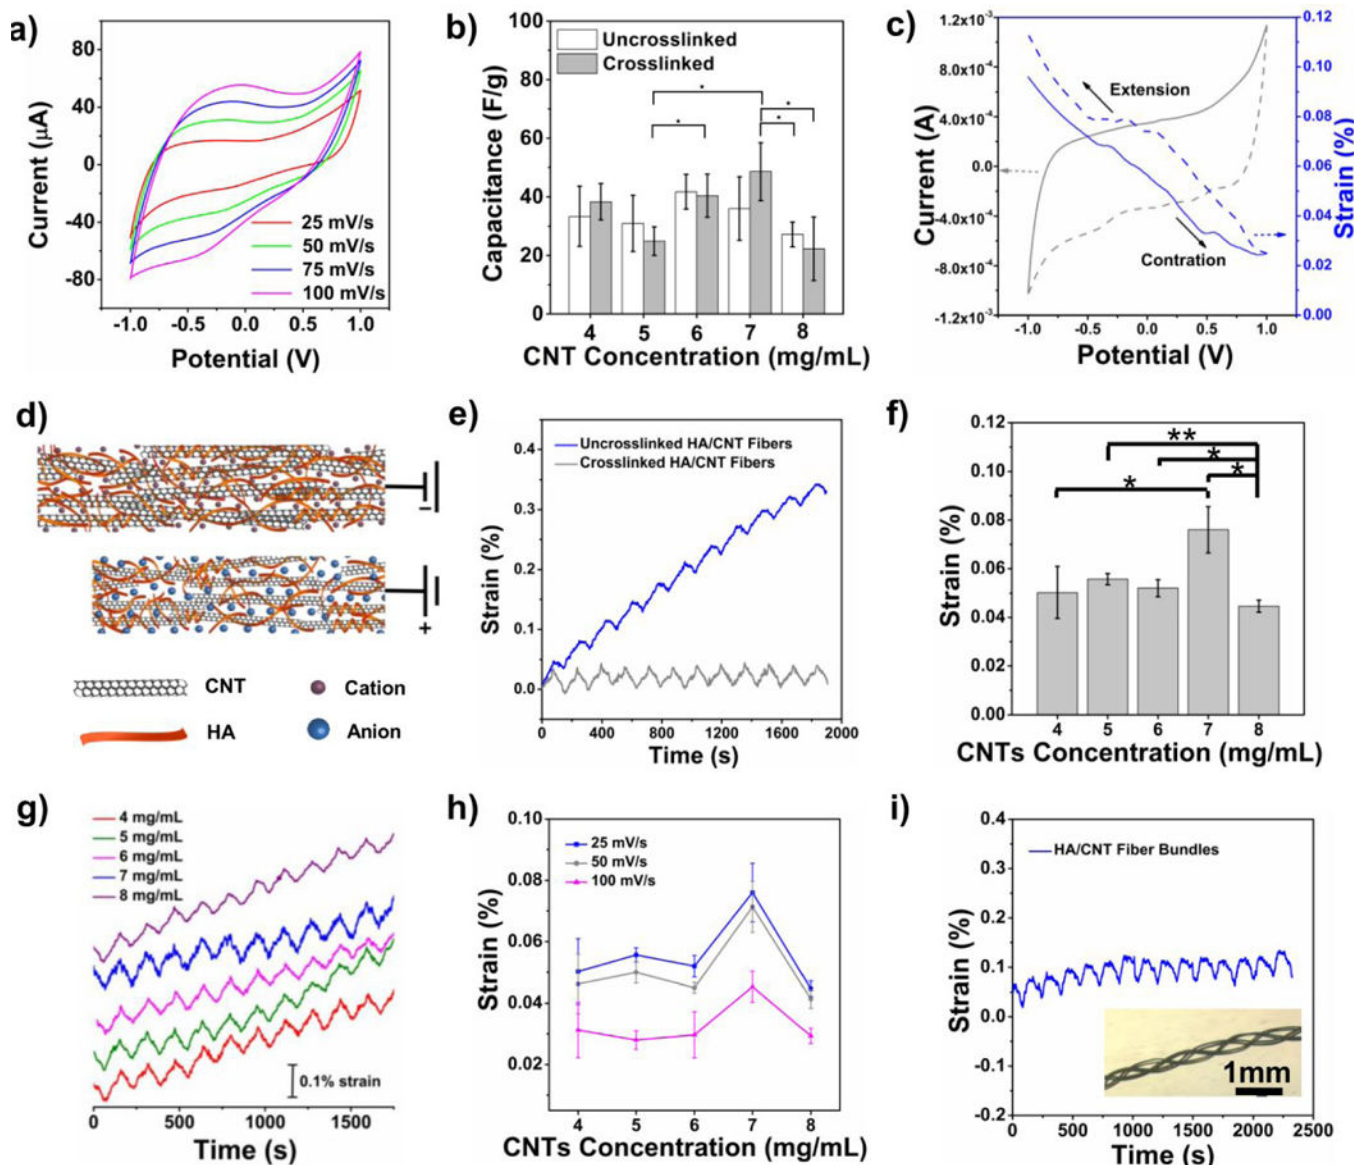 a)
80
40
0
-40
-80
Current (μA)
25 mV/s
50 mV/s
75 mV/s
100 mV/s
-1.0 -0.5 0.0 0.5 1.0
Potential (V)
b)
100
80
60
40
20
0
Capacitance (F/g)
Uncrosslinked
Crosslinked
* * * *
4 5 6 7 8
CNT Concentration (mg/mL)
c)
1.2x10⁻³
8.0x10⁻⁴
4.0x10⁻⁴
0.0
-4.0x10⁻⁴
-8.0x10⁻⁴
-1.2x10⁻³
Current (A)
Extension
Contration
0.12
0.10
0.08
0.06
0.04
0.02
0.00
Strain (%)
-1.0 -0.5 0.0 0.5 1.0
Potential (V)
d)
-
+
CNT Cation
HA Anion
e)
0.4
0.3
0.2
0.1
0.0
Strain (%)
Uncrosslinked HA/CNT Fibers
Crosslinked HA/CNT Fibers
0 400 800 1200 1600 2000
Time (s)
f)
0.12
0.10
0.08
0.06
0.04
0.02
0.00
Strain (%)
**
*
*
*
4 5 6 7 8
CNTs Concentration (mg/mL)
g)
4 mg/mL
5 mg/mL
6 mg/mL
7 mg/mL
8 mg/mL
0.1% strain
0 500 1000 1500
Time (s)
h)
0.10
0.08
0.06
0.04
0.02
Strain (%)
25 mV/s
50 mV/s
100 mV/s
4 5 6 7 8
CNTs Concentration (mg/mL)
i)
0.4
0.3
0.2
0.1
0.0
-0.1
-0.2
Strain (%)
HA/CNT Fiber Bundles
1mm
0 500 1000 1500 2000 2500
Time (s)